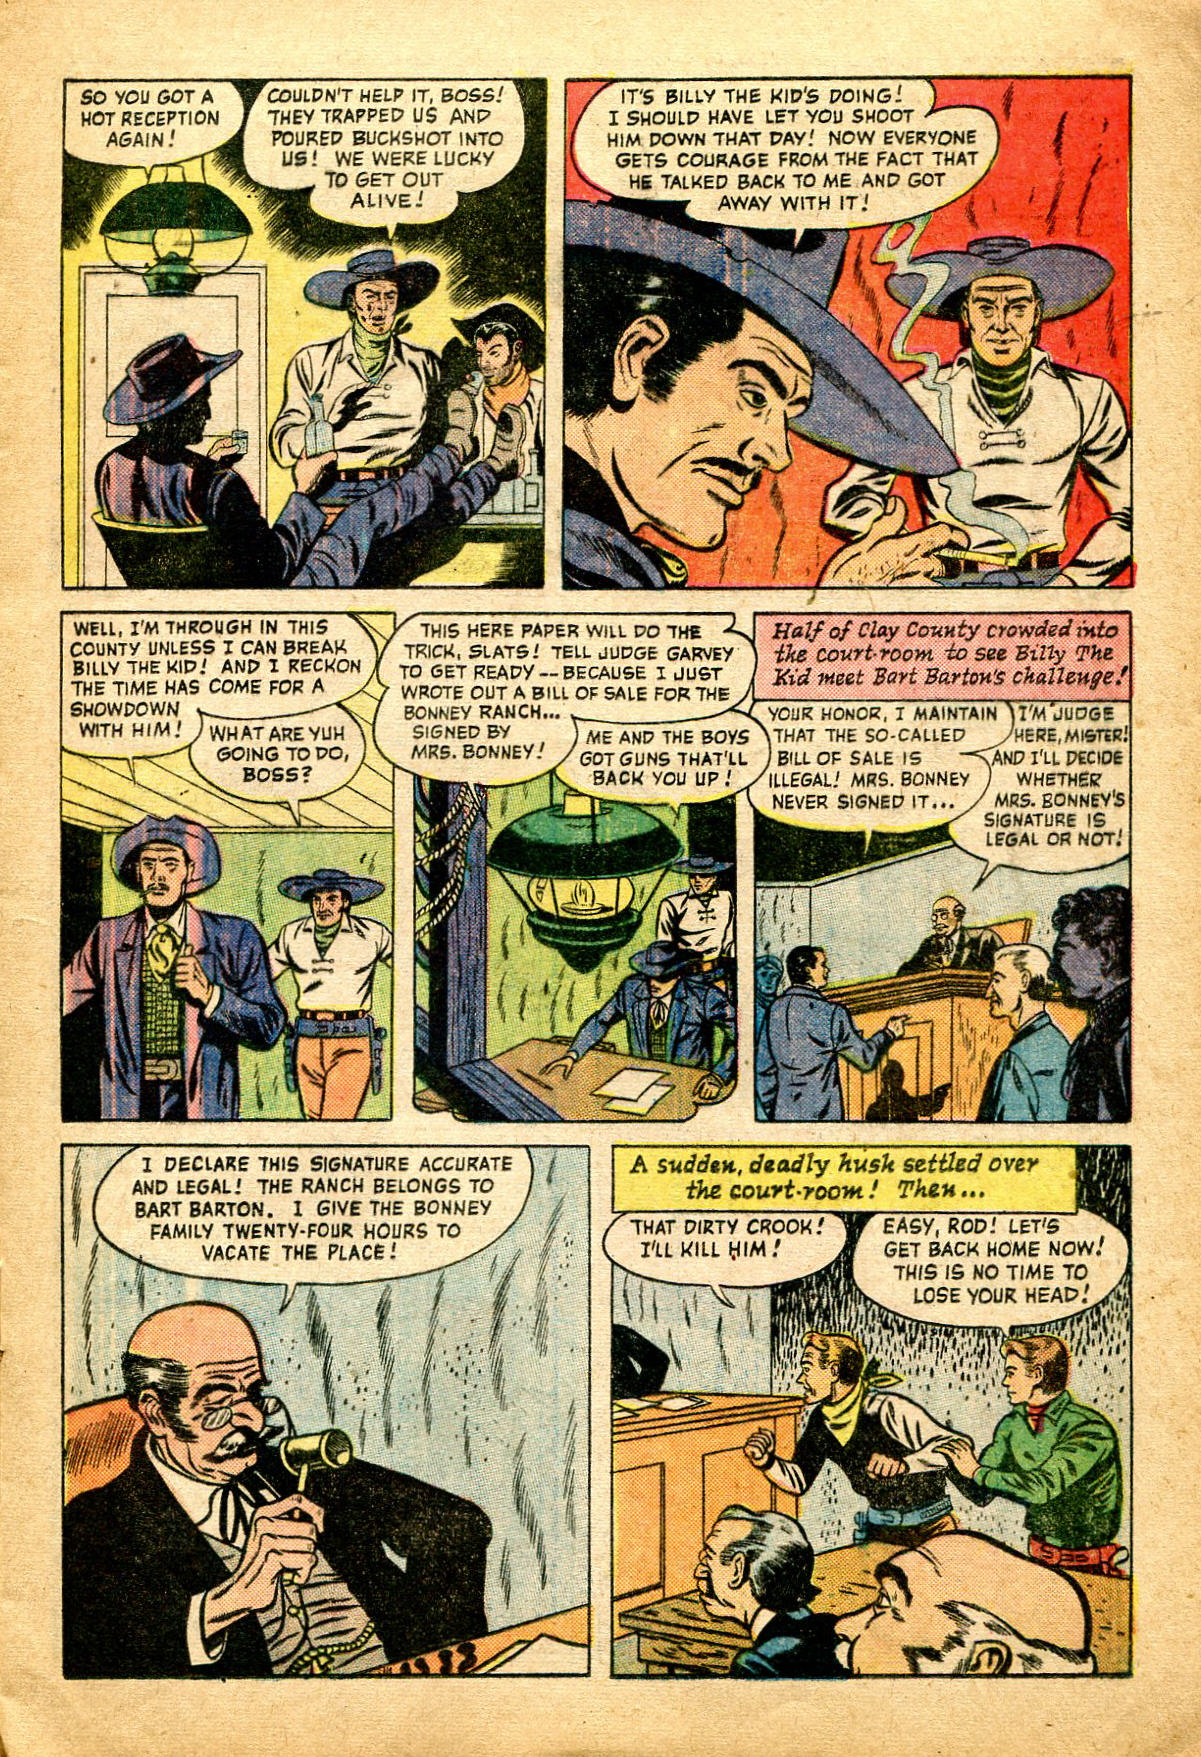 SO YOU GOT A
HOT RECEPTION
AGAIN!
COULDN'T HELP IT, BOSS!
THEY TRAPPED US AND
POURED BUCKSHOT INTO
US! WE WERE LUCKY
TO GET OUT
ALIVE!
IT'S BILLY THE KID'S DOING!
I SHOULD HAVE LET YOU SHOOT
HIM DOWN THAT DAY! NOW EVERYONE
GETS COURAGE FROM THE FACT THAT
HE TALKED BACK TO ME AND GOT
AWAY WITH IT!
WELL, I'M THROUGH IN THIS
COUNTY UNLESS I CAN BREAK
BILLY THE KID! AND I RECKON
THE TIME HAS COME FOR A
SHOWDOWN
WITH HIM!
WHAT ARE YUH
GOING TO DO,
BOSS?
THIS HERE PAPER WILL DO THE
TRICK, SLATS! TELL JUDGE GARVEY
TO GET READY -- BECAUSE I JUST
WROTE OUT A BILL OF SALE FOR THE
BONNEY RANCH...
SIGNED BY
MRS. BONNEY!
ME AND THE BOYS
GOT GUNS THAT'LL
BACK YOU UP!
Half of Clay County crowded into
the court-room to see Billy The
Kid meet Bart Barton's challenge!
YOUR HONOR, I MAINTAIN
THAT THE SO-CALLED
BILL OF SALE IS
ILLEGAL! MRS. BONNEY
NEVER SIGNED IT...
I'M JUDGE
HERE, MISTER!
AND I'LL DECIDE
WHETHER
MRS. BONNEY'S
SIGNATURE IS
LEGAL OR NOT!
I DECLARE THIS SIGNATURE ACCURATE
AND LEGAL! THE RANCH BELONGS TO
BART BARTON. I GIVE THE BONNEY
FAMILY TWENTY-FOUR HOURS TO
VACATE THE PLACE!
A sudden, deadly hush settled over
the court-room! Then...
THAT DIRTY CROOK!
I'LL KILL HIM!
EASY, ROD! LET'S
GET BACK HOME NOW!
THIS IS NO TIME TO
LOSE YOUR HEAD!